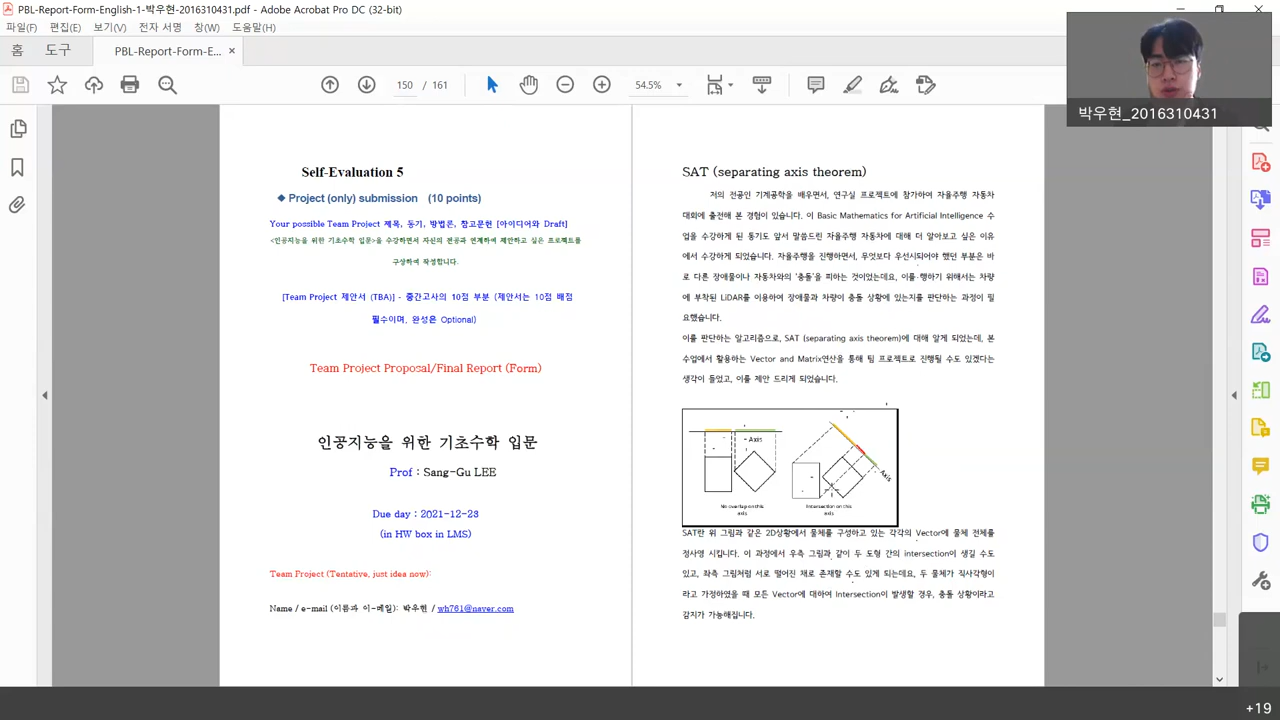 PBL-Report-Form-English-1-박우현-2016310431.pdf - Adobe Acrobat Pro DC (32-bit)
파일(F) 편집(E) 보기(V) 전자 서명 창(W) 도움말(H)
홈 도구 PBL-Report-Form-E... ×
150 / 161 54.5%
박우현_2016310431
Self-Evaluation 5
◆ Project (only) submission (10 points)
Your possible Team Project 제목, 동기, 방법론, 참고문헌 [아이디어와 Draft]
<인공지능을 위한 기초수학 입문>을 수강하면서 자신의 전공과 연계하여 제안하고 싶은 프로젝트를
구상하여 작성합니다.
[Team Project 제안서 (TBA)] - 중간고사의 10점 부분 (제안서는 10점 배점
필수이며, 완성은 Optional)
Team Project Proposal/Final Report (Form)
인공지능을 위한 기초수학 입문
Prof : Sang-Gu LEE
Due day : 2021-12-23
(in HW box in LMS)
Team Project (Tentative, just idea now):
Name / e-mail (이름과 이-메일): 박우현 / wh761@naver.com
SAT (separating axis theorem)
저의 전공인 기계공학을 배우면서, 연구실 프로젝트에 참가하여 자율주행 자동차
대회에 출전해 본 경험이 있습니다. 이 Basic Mathematics for Artificial Intelligence 수
업을 수강하게 된 동기도 앞서 말씀드린 자율주행 자동차에 대해 더 알아보고 싶은 이유
에서 수강하게 되었습니다. 자율주행을 진행하면서, 무엇보다 우선시되어야 했던 부분은 바
로 다른 장애물이나 자동차와의 '충돌'을 피하는 것이었는데요, 이를 행하기 위해서는 차량
에 부착된 LiDAR를 이용하여 장애물과 차량이 충돌 상황에 있는지를 판단하는 과정이 필
요했습니다.
이를 판단하는 알고리즘으로, SAT (separating axis theorem)에 대해 알게 되었는데, 본
수업에서 활용하는 Vector and Matrix연산을 통해 팀 프로젝트로 진행될 수도 있겠다는
생각이 들었고, 이를 제안 드리게 되었습니다.
Axis
Axis
No overlap on this
axis
Intersection on this
axis
SAT란 위 그림과 같은 2D상황에서 물체를 구성하고 있는 각각의 Vector에 물체 전체를
정사영 시킵니다. 이 과정에서 우측 그림과 같이 두 도형 간의 intersection이 생길 수도
있고, 좌측 그림처럼 서로 떨어진 채로 존재할 수도 있게 되는데요, 두 물체가 직사각형이
라고 가정하였을 때 모든 Vector에 대하여 Intersection이 발생할 경우, 충돌 상황이라고
감지가 가능해집니다.
+19